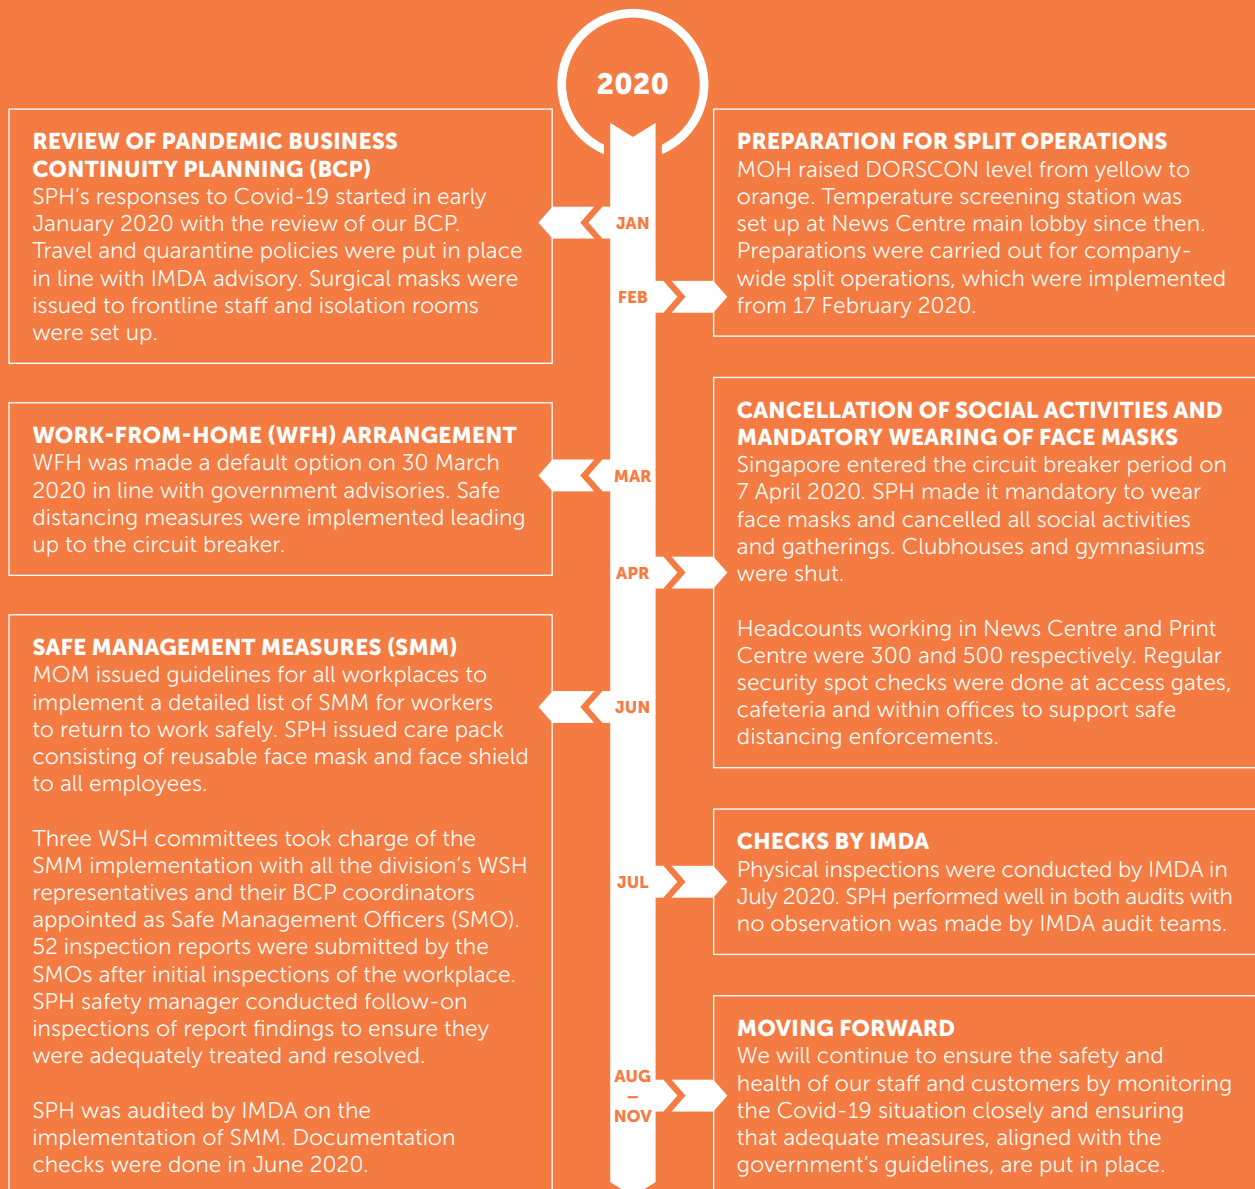 2020
REVIEW OF PANDEMIC BUSINESS
CONTINUITY PLANNING (BCP)
SPH's responses to Covid-19 started in early
January 2020 with the review of our BCP.
Travel and quarantine policies were put in place
in line with IMDA advisory. Surgical masks were
issued to frontline staff and isolation rooms
were set up.
JAN
PREPARATION FOR SPLIT OPERATIONS
MOH raised DORSCON level from yellow to
orange. Temperature screening station was
set up at News Centre main lobby since then.
Preparations were carried out for company-
wide split operations, which were implemented
from 17 February 2020.
FEB
WORK-FROM-HOME (WFH) ARRANGEMENT
WFH was made a default option on 30 March
2020 in line with government advisories. Safe
distancing measures were implemented leading
up to the circuit breaker.
MAR
CANCELLATION OF SOCIAL ACTIVITIES AND
MANDATORY WEARING OF FACE MASKS
Singapore entered the circuit breaker period on
7 April 2020. SPH made it mandatory to wear
face masks and cancelled all social activities
and gatherings. Clubhouses and gymnasiums
were shut.
Headcounts working in News Centre and Print
Centre were 300 and 500 respectively. Regular
security spot checks were done at access gates,
cafeteria and within offices to support safe
distancing enforcements.
APR
SAFE MANAGEMENT MEASURES (SMM)
MOM issued guidelines for all workplaces to
implement a detailed list of SMM for workers
to return to work safely. SPH issued care pack
consisting of reusable face mask and face shield
to all employees.
Three WSH committees took charge of the
SMM implementation with all the division's WSH
representatives and their BCP coordinators
appointed as Safe Management Officers (SMO).
52 inspection reports were submitted by the
SMOs after initial inspections of the workplace.
SPH safety manager conducted follow-on
inspections of report findings to ensure they
were adequately treated and resolved.
SPH was audited by IMDA on the
implementation of SMM. Documentation
checks were done in June 2020.
JUN
CHECKS BY IMDA
Physical inspections were conducted by IMDA in
July 2020. SPH performed well in both audits with
no observation was made by IMDA audit teams.
JUL
MOVING FORWARD
We will continue to ensure the safety and
health of our staff and customers by monitoring
the Covid-19 situation closely and ensuring
that adequate measures, aligned with the
government's guidelines, are put in place.
AUG
–
NOV